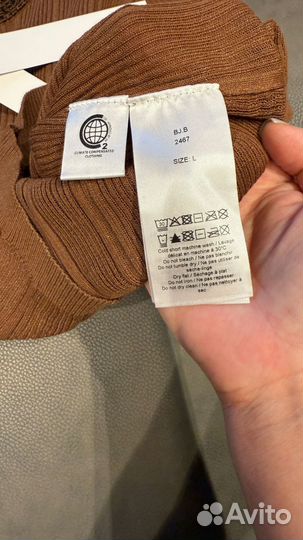 2
CLIMATE COMPENSATED
CLOTHING
BJ.B
2467
SIZE: L
30
Cold short machine wash / Lavage
délicat en machine à 30°C
Do not bleach / Ne pas blanchir
Do not tumble dry / Ne pas utiliser de
sèche-linge
Dry flat / Séchage à plat
Do not iron / Ne pas repasser
Do not dry clean / Ne pas nettoyer à
sec
Avito